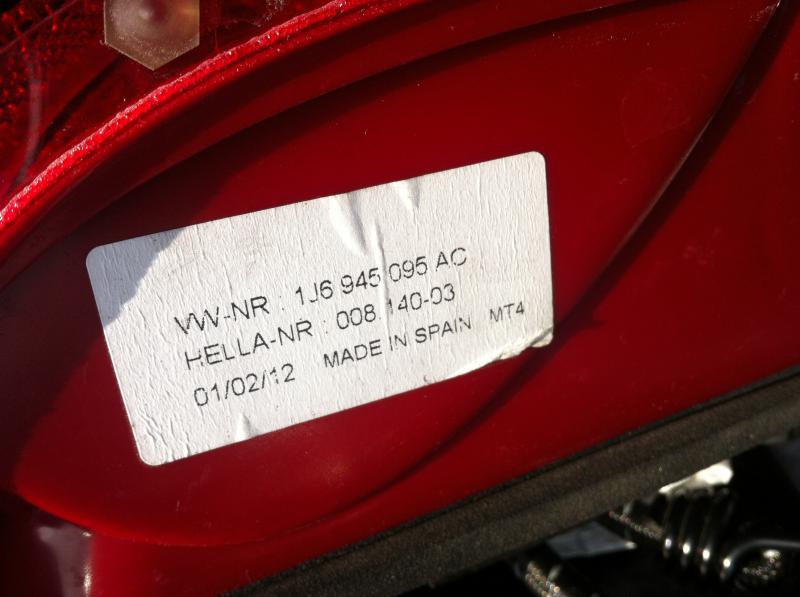 VW-NR : 1J6 945 095 AC
HELLA-NR : 008.140-03
01/02/12 MADE IN SPAIN MT4